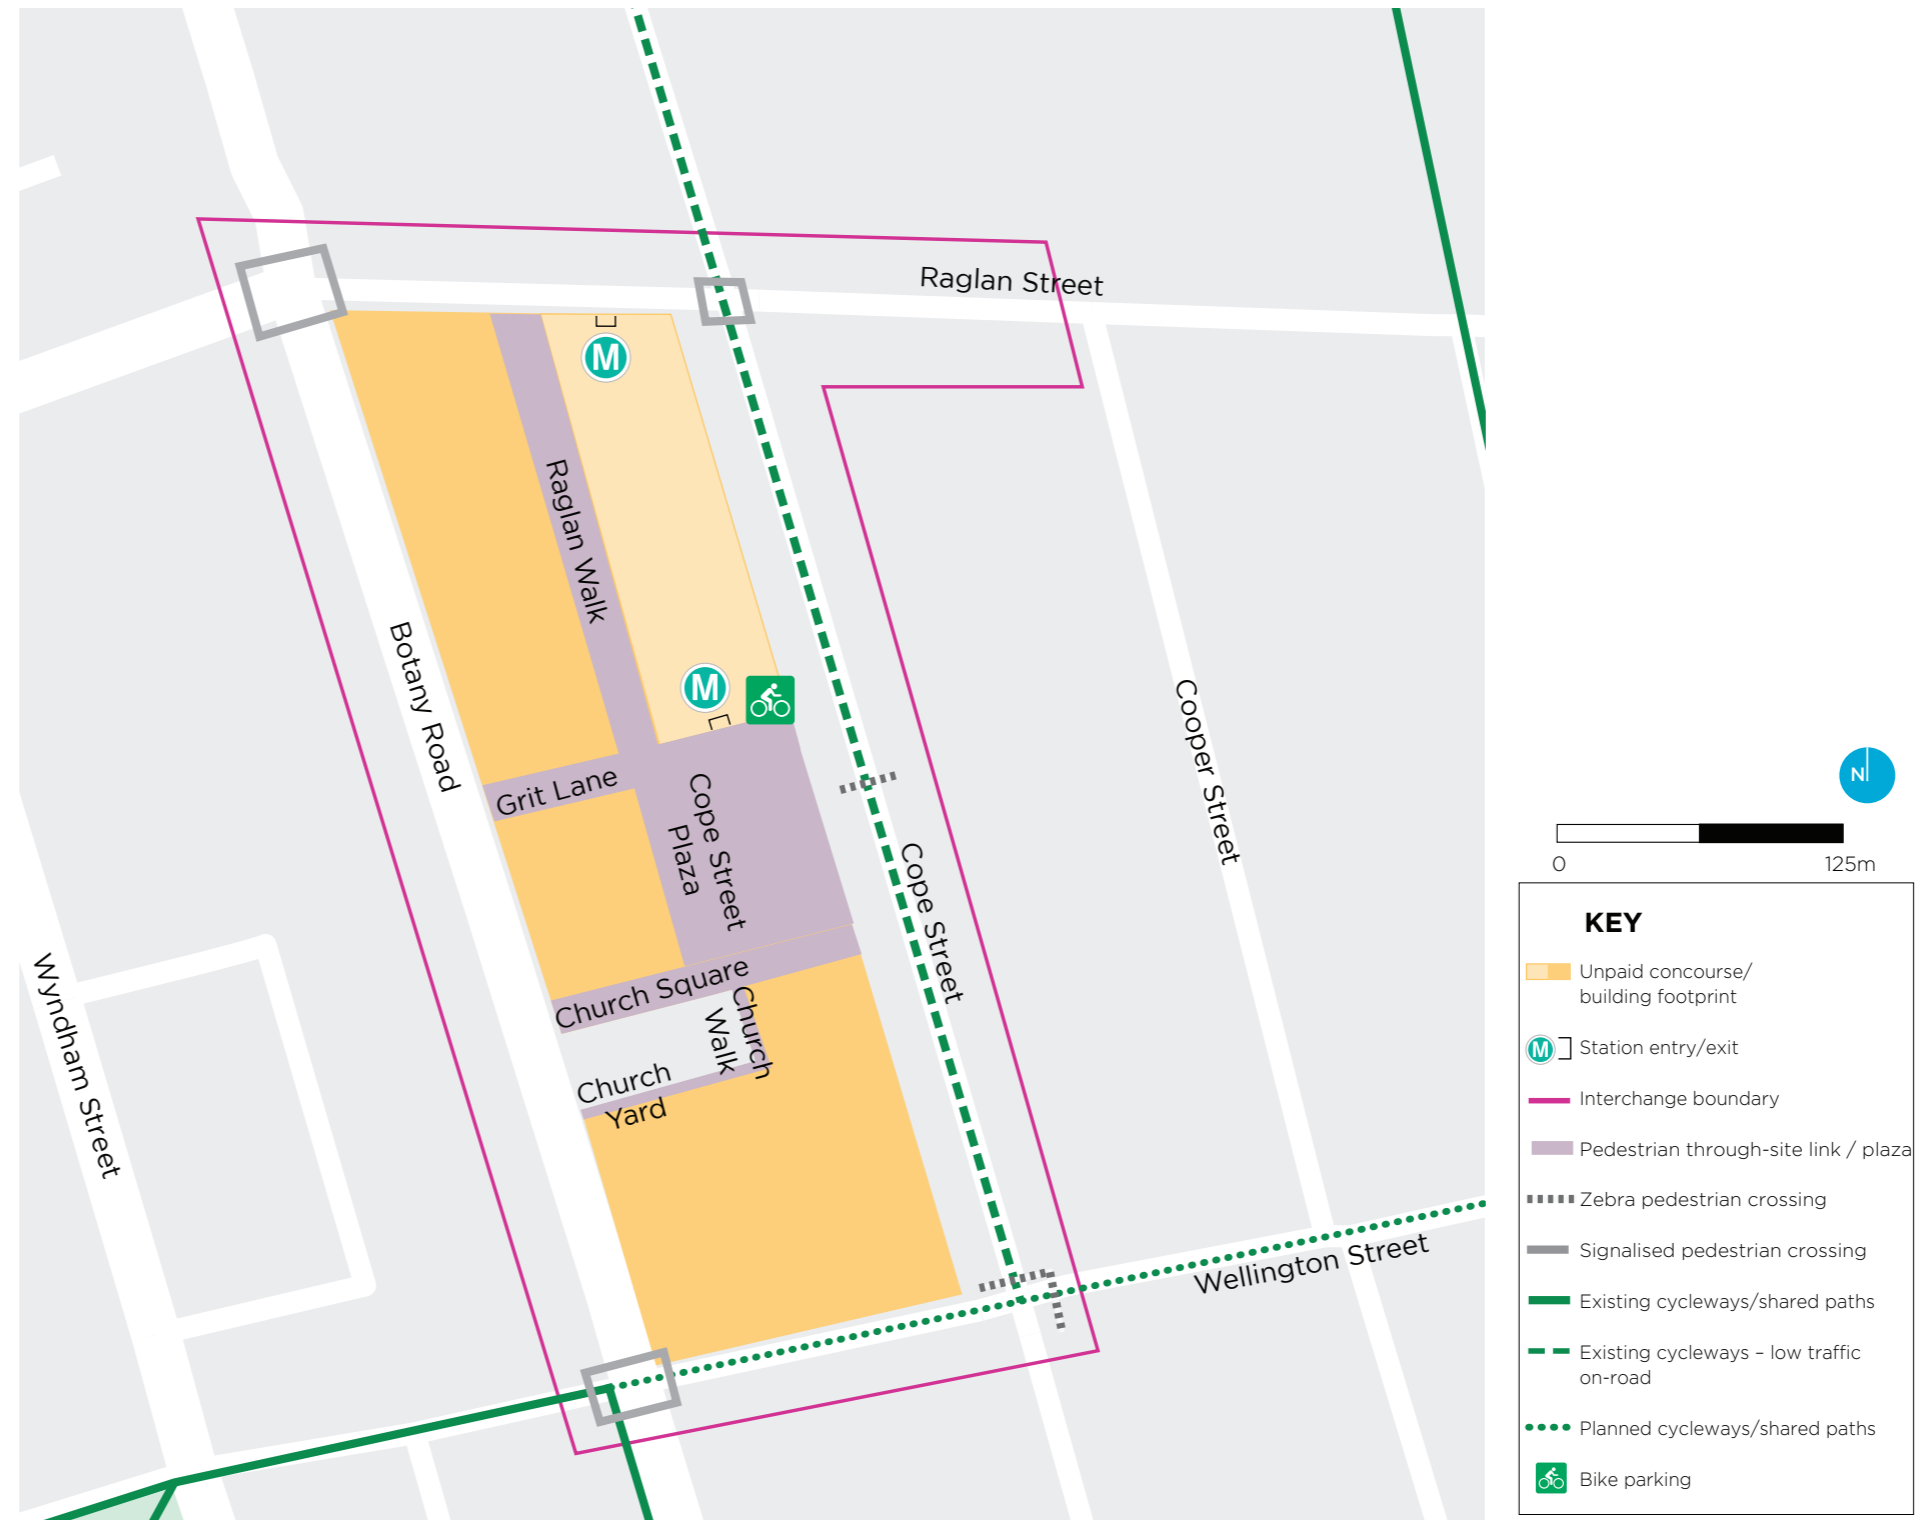 Raglan Street
M
Raglan Walk
Botany Road
M
Grit Lane
Cope Street
Plaza
Cooper Street
Cope Street
Church Square
Church
Walk
Church
Yard
Wyndham Street
Wellington Street
N
0 125m
KEY
Unpaid concourse/
building footprint
M Station entry/exit
Interchange boundary
Pedestrian through-site link / plaza
Zebra pedestrian crossing
Signalised pedestrian crossing
Existing cycleways/shared paths
Existing cycleways – low traffic
on-road
Planned cycleways/shared paths
Bike parking